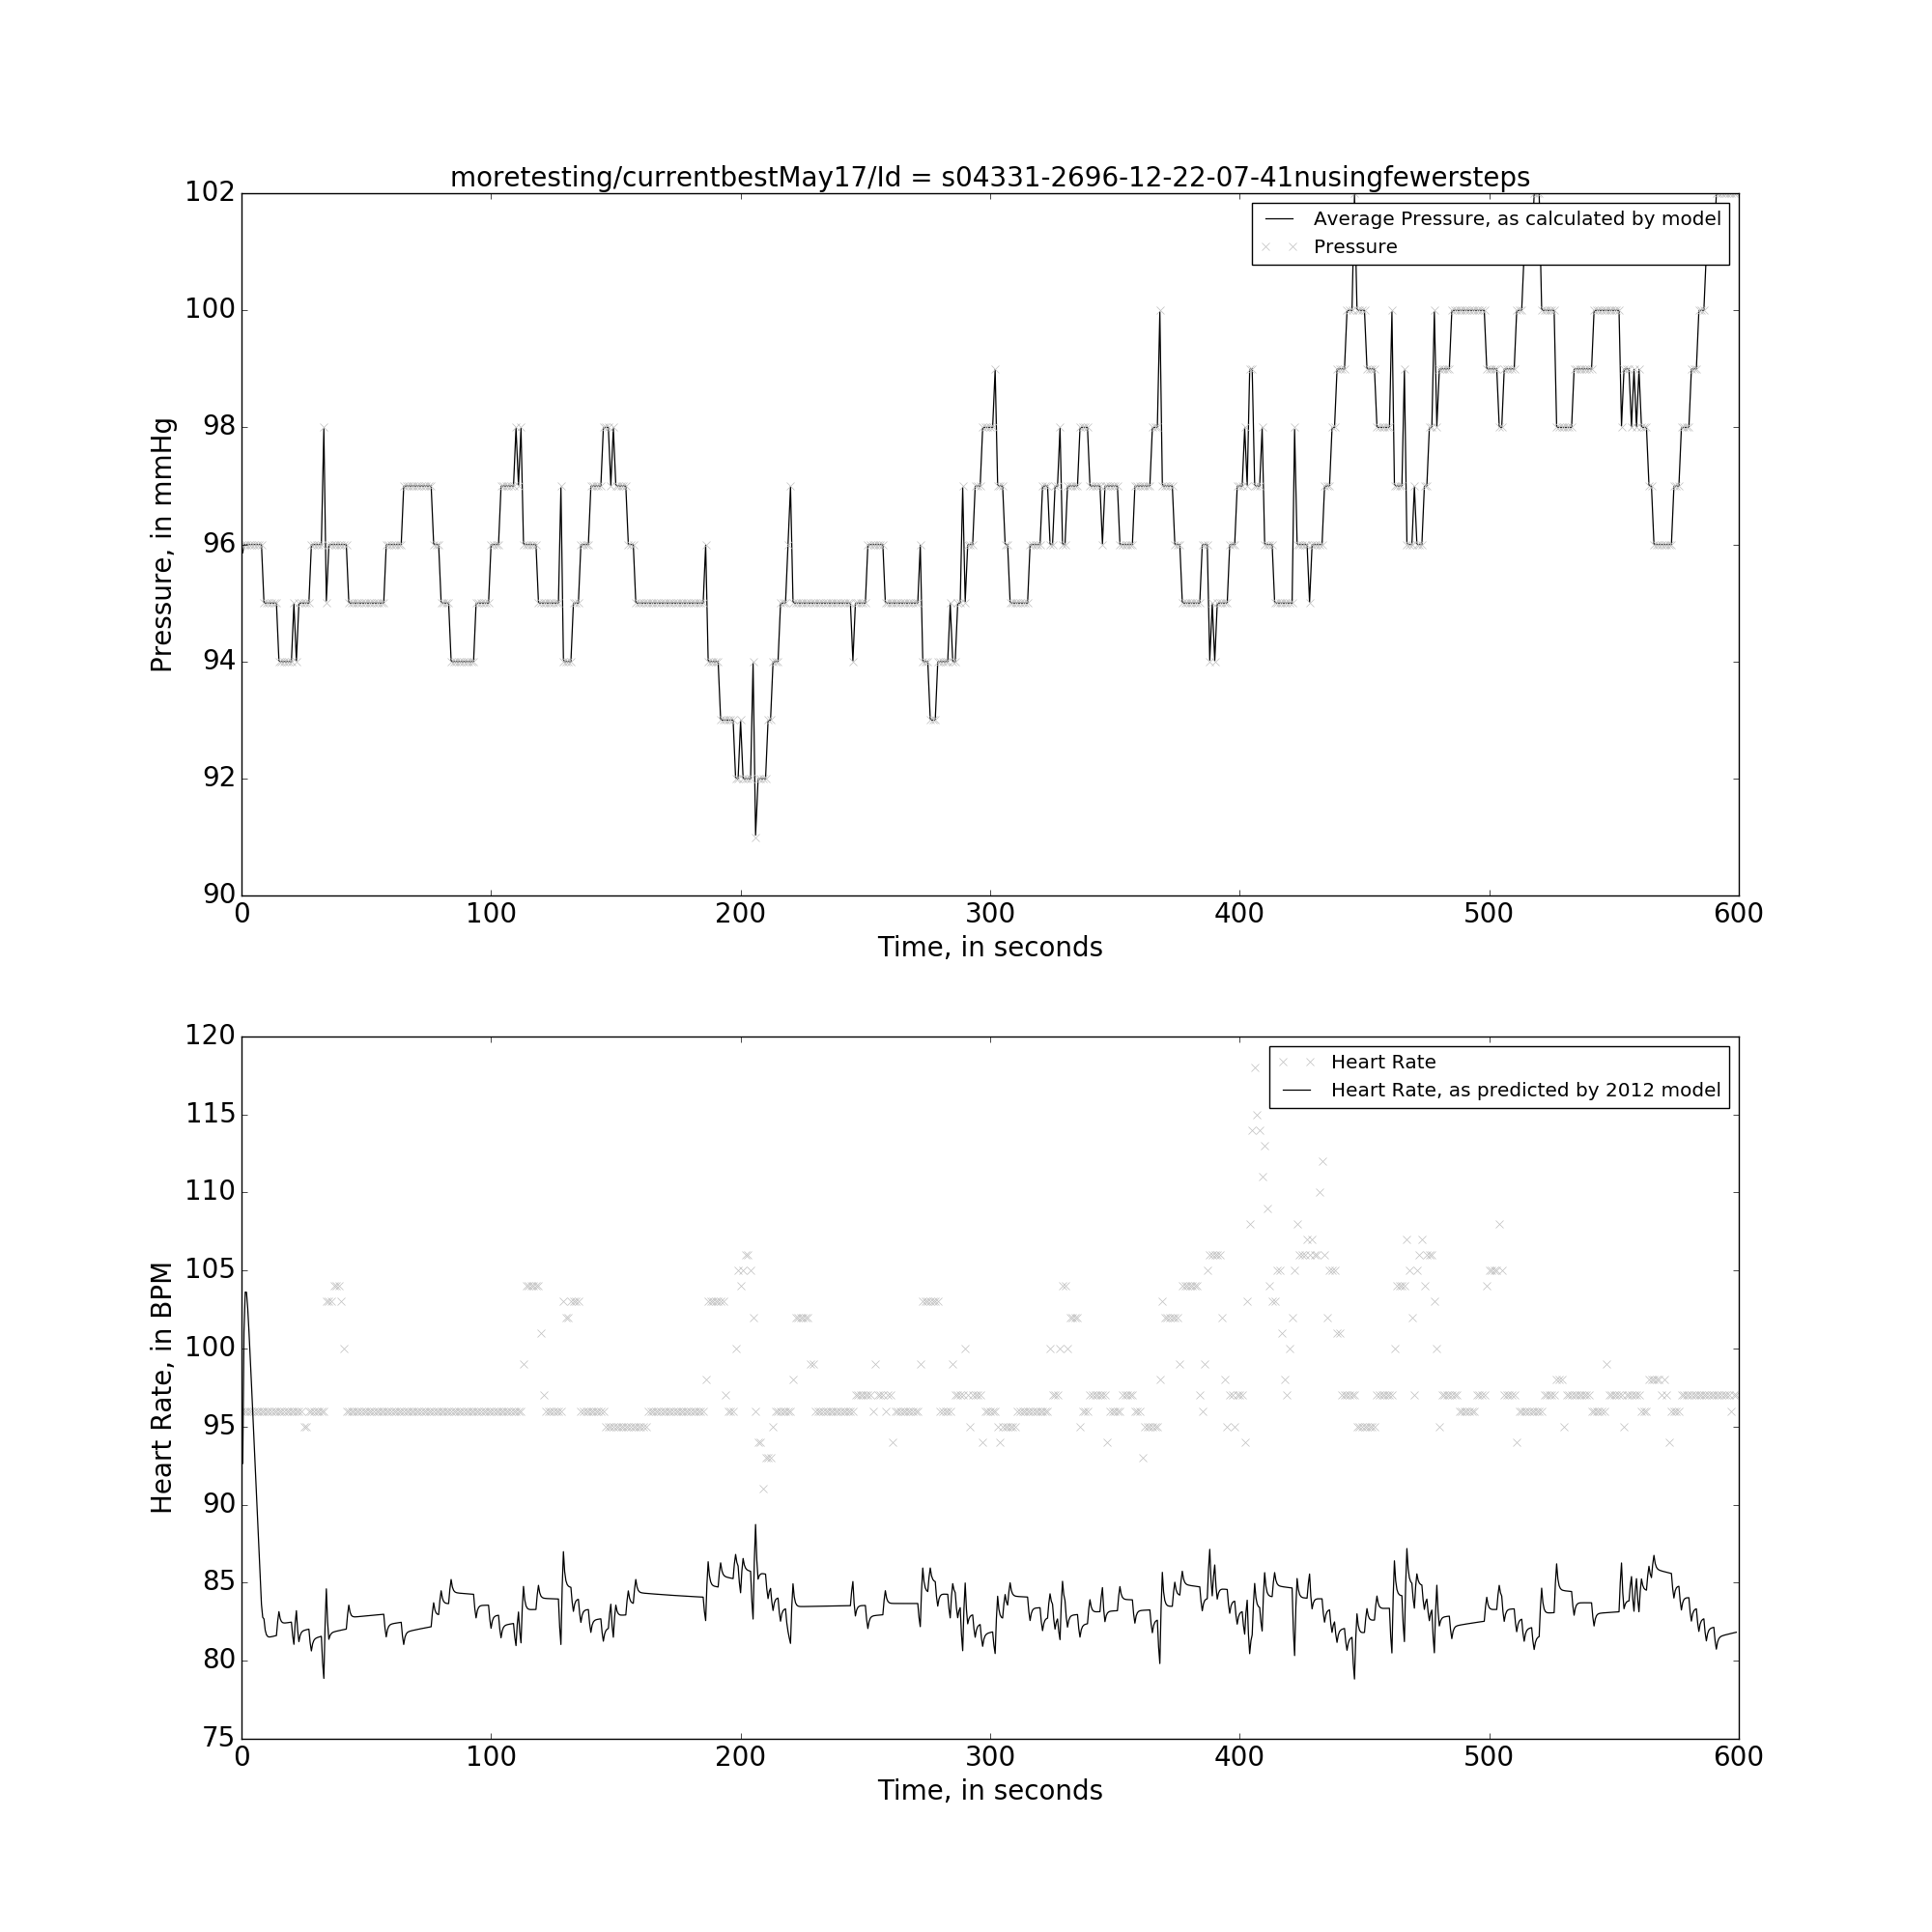 moretesting/currentbestMay17/Id = s04331-2696-12-22-07-41nusingfewersteps
102
100
98
96
94
92
90
Pressure, in mmHg
Average Pressure, as calculated by model
Pressure
0 100 200 300 400 500 600
Time, in seconds
120
115
110
105
100
95
90
85
80
75
Heart Rate, in BPM
Heart Rate
Heart Rate, as predicted by 2012 model
0 100 200 300 400 500 600
Time, in seconds